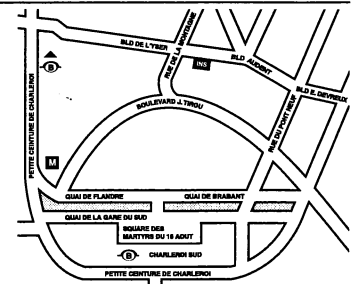 BLD DE L'YSER
RUE DE LA MONTAGNE
INS
BLD AUDENT
BLD E. DEVREUX
B
PETITE CEINTURE DE CHARLEROI
BOULEVARD J. TIROU
RUE DU PONT NEUF
M
QUAI DE FLANDRE
QUAI DE BRABANT
QUAI DE LA GARE DU SUD
SQUARE DES
MARTYRS DU 18 AOUT
B CHARLEROI SUD
PETITE CEINTURE DE CHARLEROI